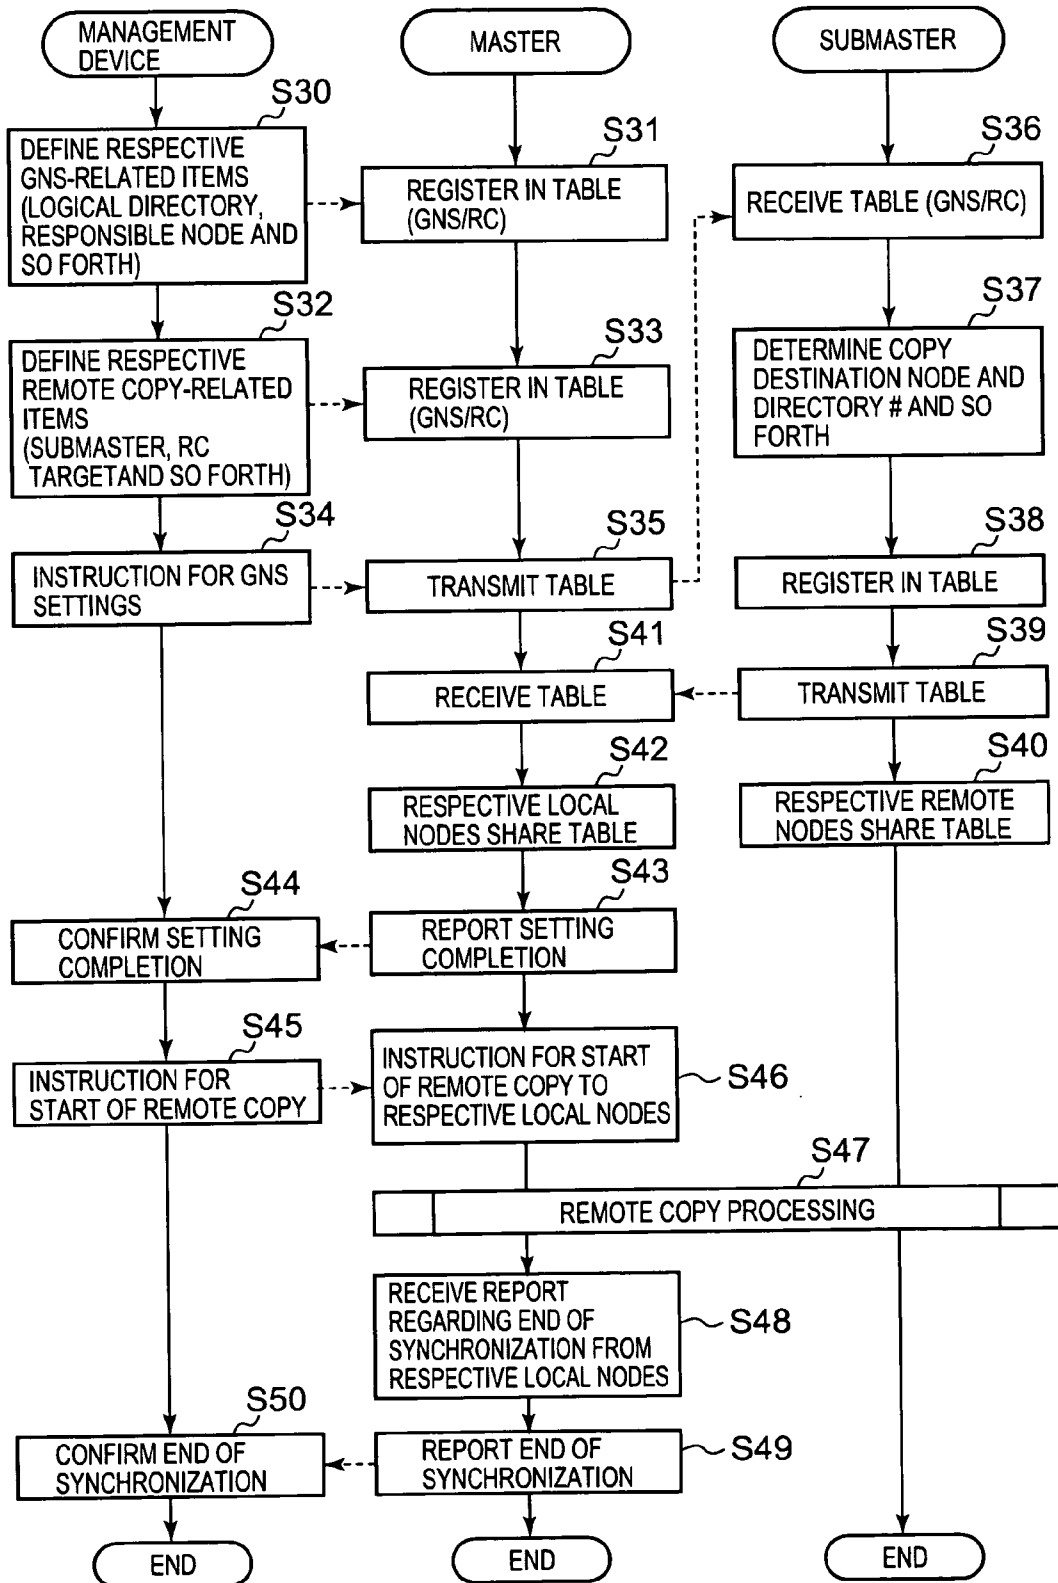 MANAGEMENT
DEVICE
MASTER
SUBMASTER
S30
DEFINE RESPECTIVE
GNS-RELATED ITEMS
(LOGICAL DIRECTORY,
RESPONSIBLE NODE AND
SO FORTH)
S31
REGISTER IN TABLE
(GNS/RC)
S36
RECEIVE TABLE (GNS/RC)
S32
DEFINE RESPECTIVE
REMOTE COPY-RELATED
ITEMS
(SUBMASTER, RC
TARGETAND SO FORTH)
S33
REGISTER IN TABLE
(GNS/RC)
S37
DETERMINE COPY
DESTINATION NODE AND
DIRECTORY # AND SO
FORTH
S34
INSTRUCTION FOR GNS
SETTINGS
S35
TRANSMIT TABLE
S38
REGISTER IN TABLE
S41
RECEIVE TABLE
S39
TRANSMIT TABLE
S42
RESPECTIVE LOCAL
NODES SHARE TABLE
S40
RESPECTIVE REMOTE
NODES SHARE TABLE
S44
CONFIRM SETTING
COMPLETION
S43
REPORT SETTING
COMPLETION
S45
INSTRUCTION FOR
START OF REMOTE COPY
INSTRUCTION FOR START
OF REMOTE COPY TO
RESPECTIVE LOCAL NODES
S46
S47
REMOTE COPY PROCESSING
RECEIVE REPORT
REGARDING END OF
SYNCHRONIZATION FROM
RESPECTIVE LOCAL NODES
S48
S50
CONFIRM END OF
SYNCHRONIZATION
REPORT END OF
SYNCHRONIZATION
S49
END
END
END